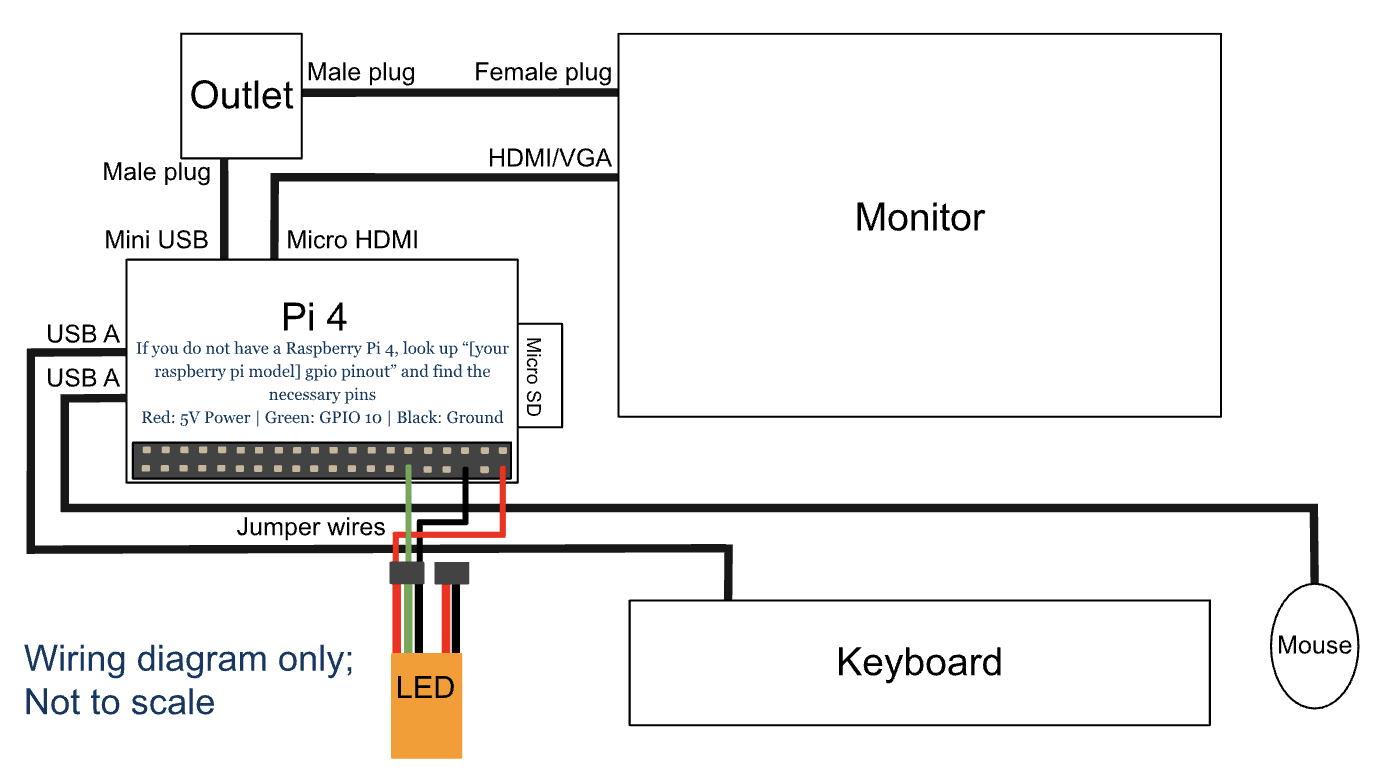 Outlet
Male plug
Female plug
HDMI/VGA
Male plug
Mini USB
Micro HDMI
Monitor
Pi 4
USB A
If you do not have a Raspberry Pi 4, look up “[your
raspberry pi model] gpio pinout” and find the
necessary pins
Red: 5V Power | Green: GPIO 10 | Black: Ground
USB A
Micro SD
Jumper wires
Wiring diagram only;
Not to scale
LED
Keyboard
Mouse